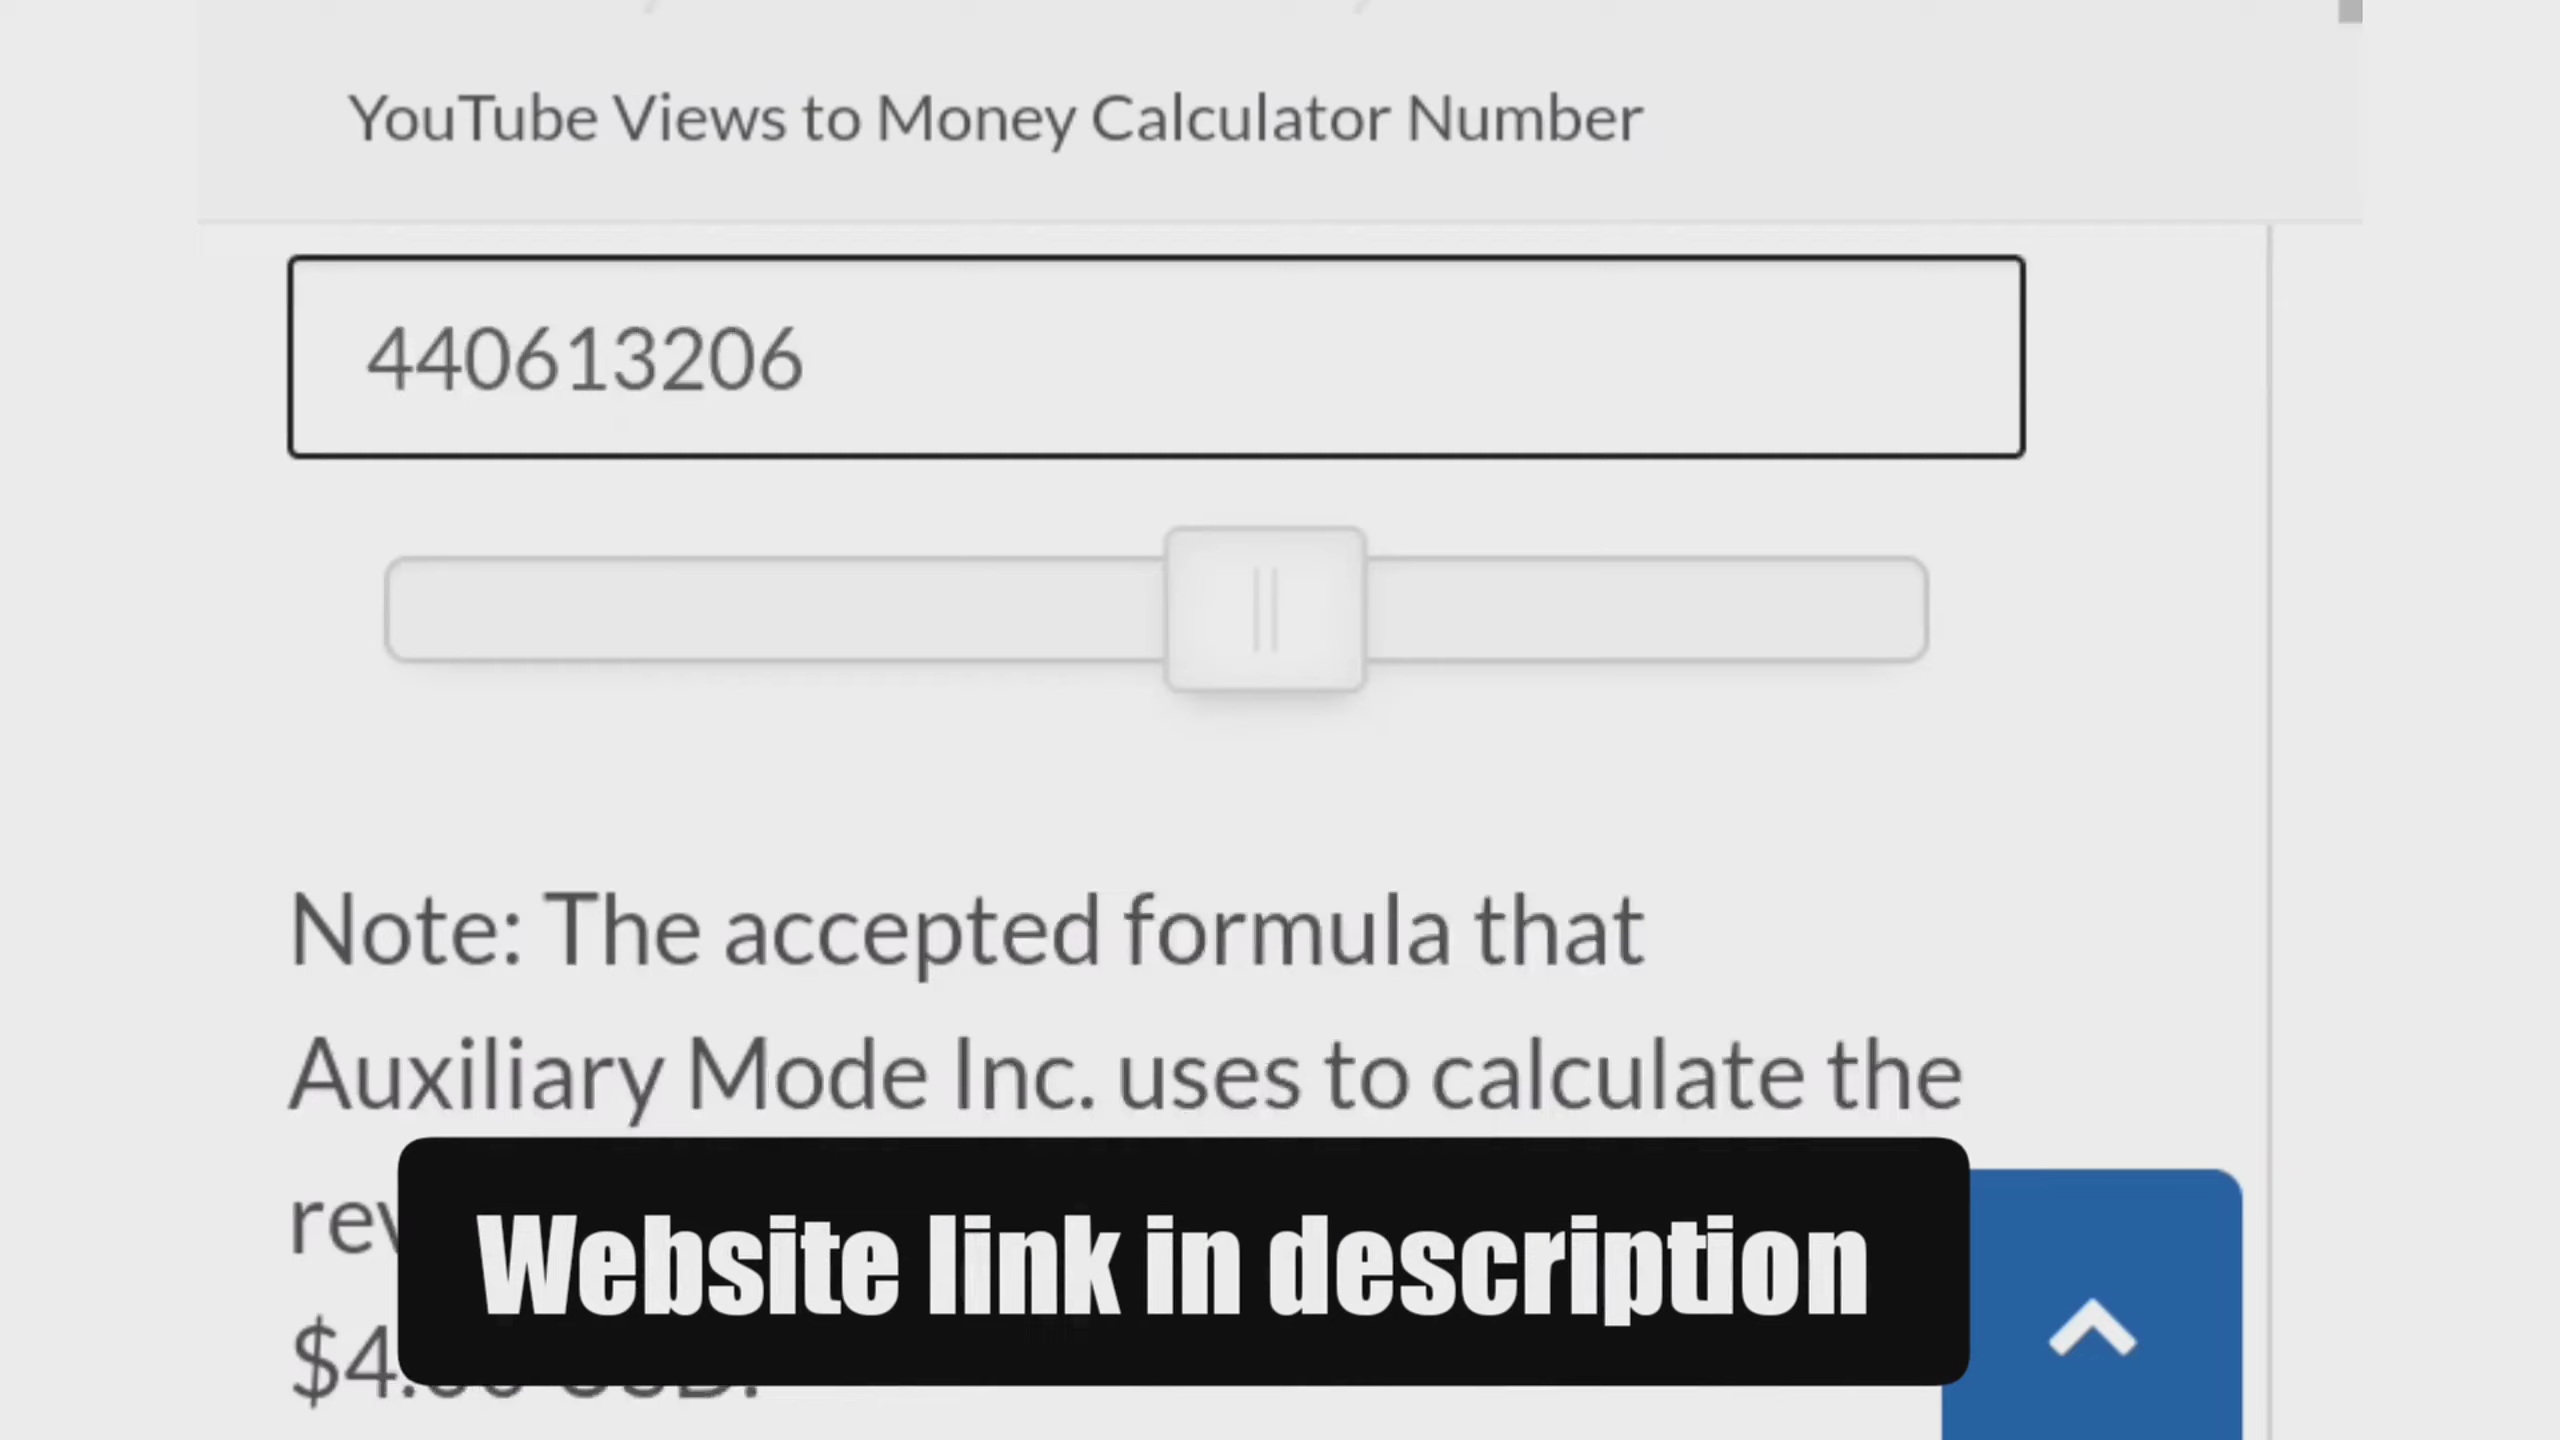 YouTube Views to Money Calculator Number
440613206
Note: The accepted formula that
Auxiliary Mode Inc. uses to calculate the
Website link in description